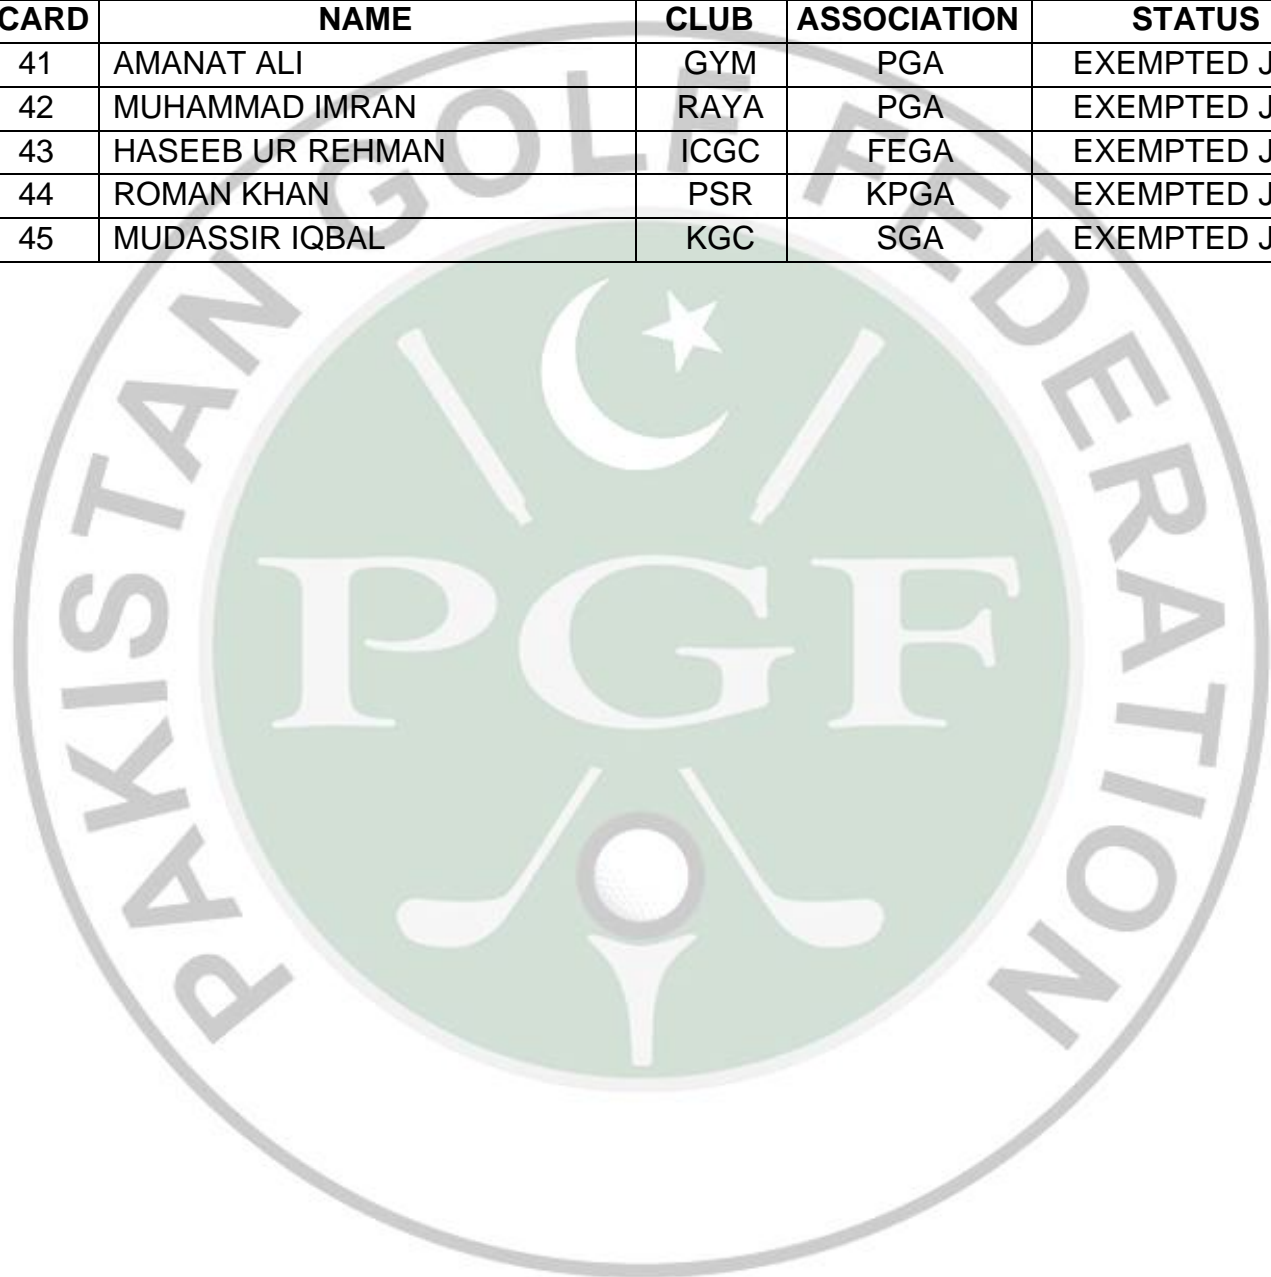 CARD NAME CLUB ASSOCIATION STATUS
41 AMANAT ALI GYM PGA EXEMPTED J
42 MUHAMMAD IMRAN RAYA PGA EXEMPTED J
43 HASEEB UR REHMAN ICGC FEGA EXEMPTED J
44 ROMAN KHAN PSR KPGA EXEMPTED J
45 MUDASSIR IQBAL KGC SGA EXEMPTED J
PAKISTAN GOLF FEDERATION
PGF